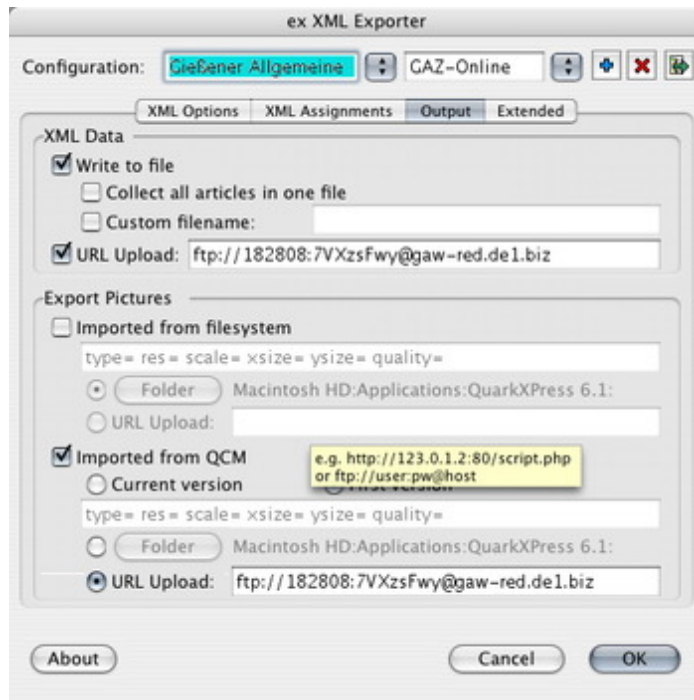 ex XML Exporter
Configuration: Gießener Allgemeine GAZ-Online
XML Options XML Assignments Output Extended
XML Data
Write to file
Collect all articles in one file
Custom filename:
URL Upload: ftp://182808:7VXzsFwy@gaw-red.de1.biz
Export Pictures
Imported from filesystem
type= res= scale= xsize= ysize= quality=
Folder Macintosh HD:Applications:QuarkXPress 6.1:
URL Upload:
Imported from QCM
e.g. http://123.0.1.2:80/script.php
or ftp://user:pw@host
Current version
type= res= scale= xsize= ysize= quality=
Folder Macintosh HD:Applications:QuarkXPress 6.1:
URL Upload: ftp://182808:7VXzsFwy@gaw-red.de1.biz
About Cancel OK